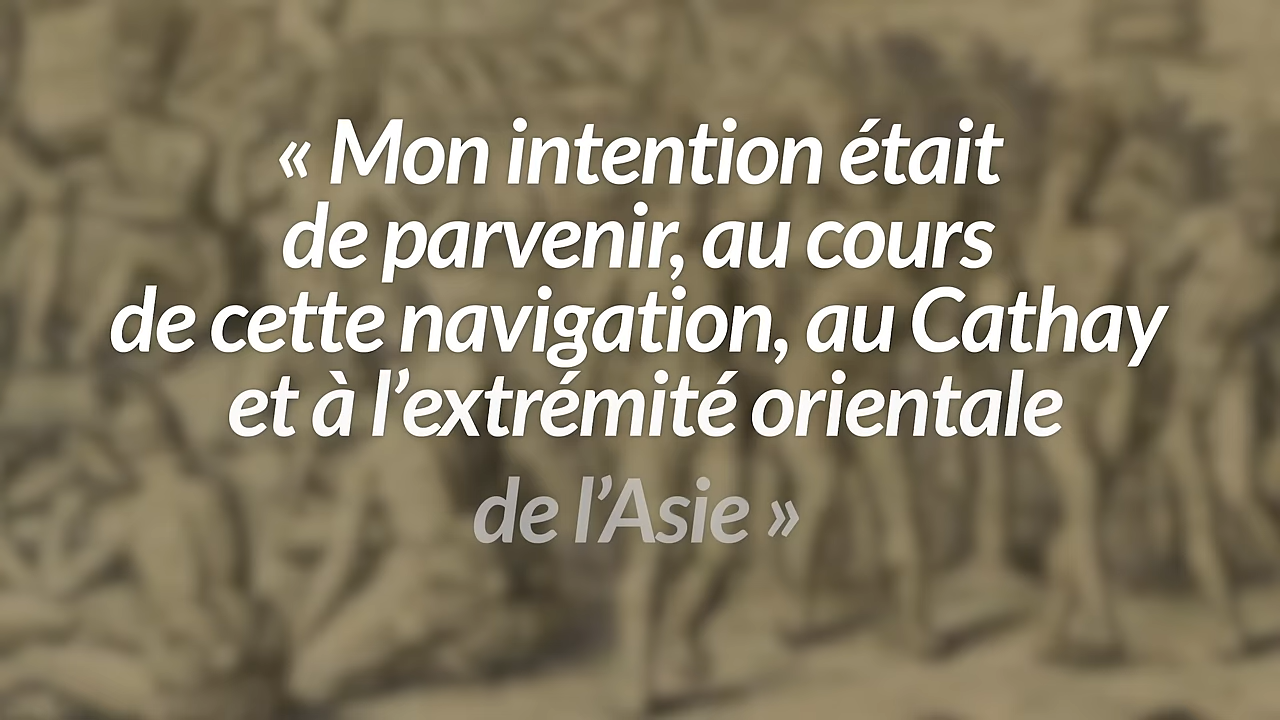 « Mon intention était
de parvenir, au cours
de cette navigation, au Cathay
et à l’extrémité orientale
de l’Asie »